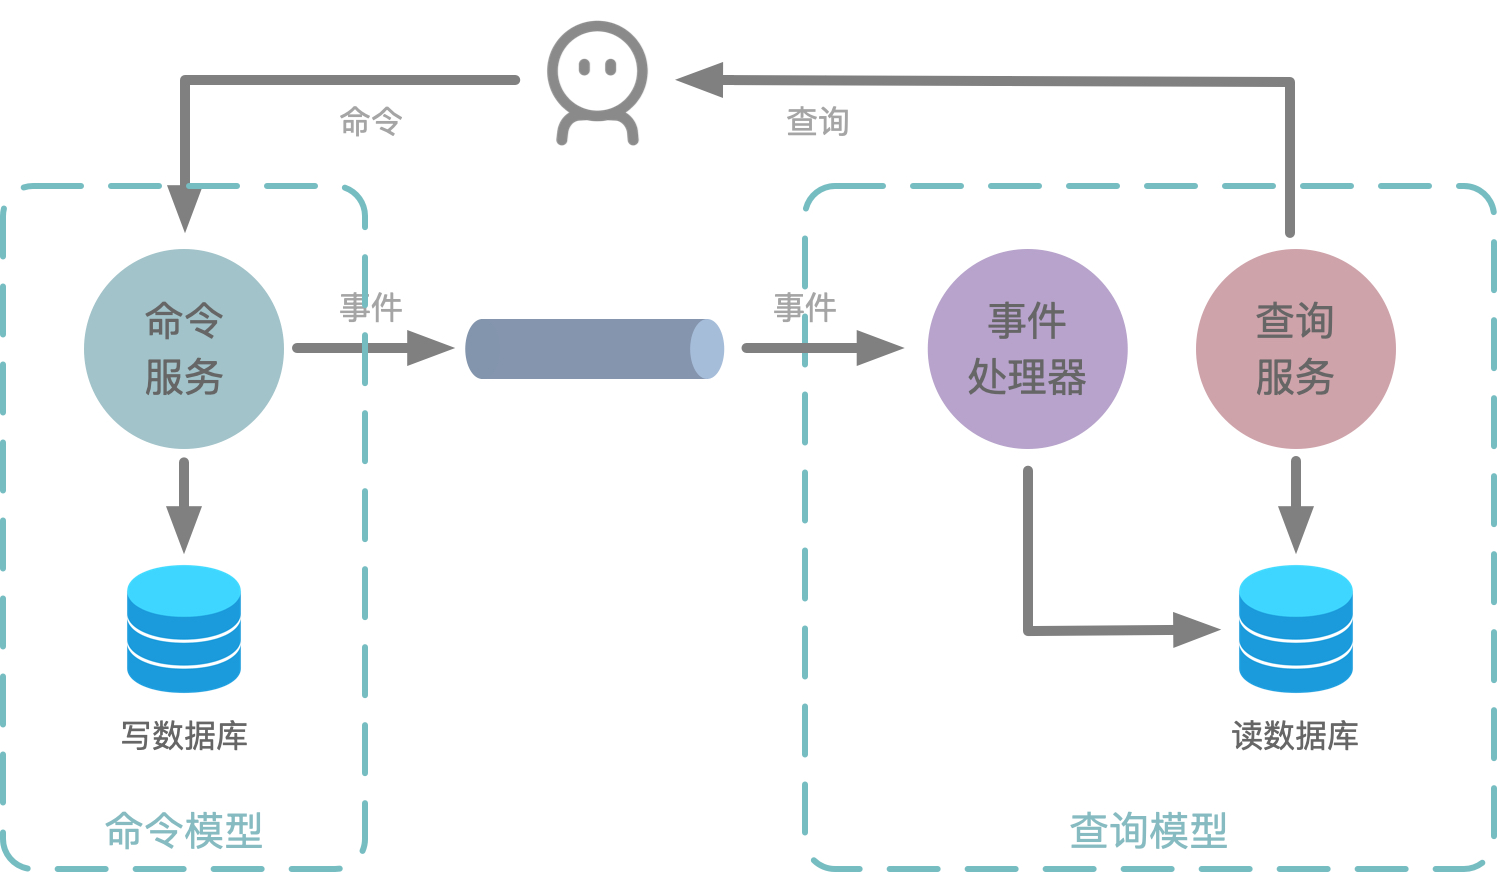 命令
查询
命令
服务
事件
事件
事件
处理器
查询
服务
写数据库
读数据库
命令模型
查询模型